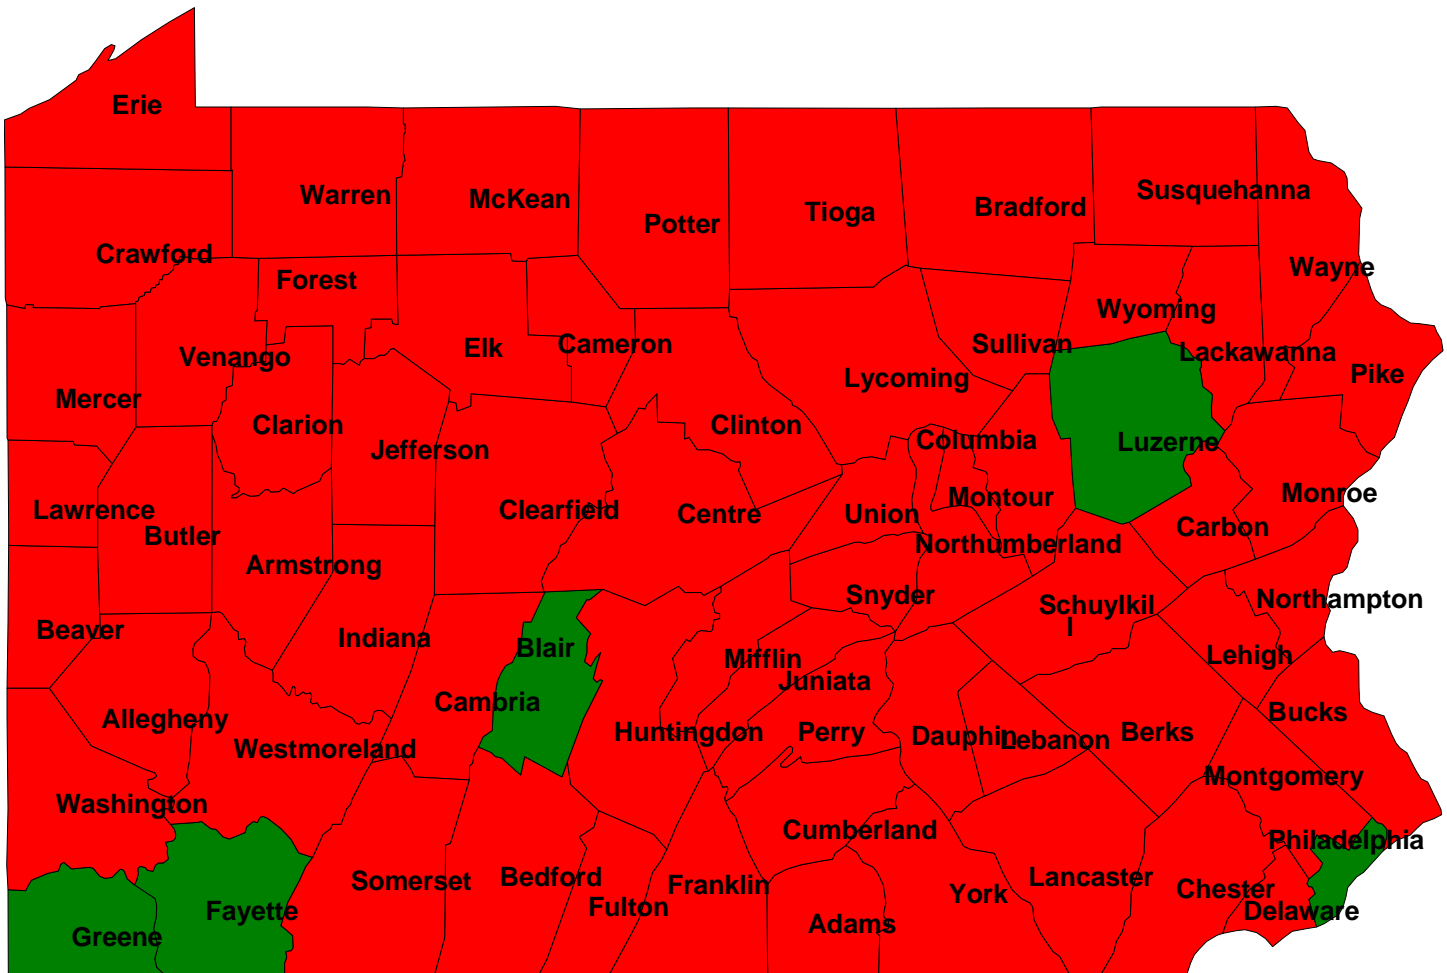 Erie
Warren
McKean
Potter
Tioga
Bradford
Susquehanna
Crawford
Forest
Wayne
Wyoming
Venango
Elk
Cameron
Sullivan
Lackawanna
Mercer
Lycoming
Pike
Clarion
Jefferson
Clinton
Columbia
Luzerne
Lawrence
Butler
Clearfield
Centre
Union
Montour
Monroe
Carbon
Armstrong
Northumberland
Beaver
Indiana
Blair
Snyder
Schuylkil
l
Northampton
Mifflin
Juniata
Lehigh
Allegheny
Westmoreland
Cambria
Huntingdon
Perry
Dauphin
Lebanon
Berks
Bucks
Washington
Montgomery
Cumberland
Philadelphia
Somerset
Bedford
Fulton
Franklin
Adams
York
Lancaster
Chester
Delaware
Fayette
Greene